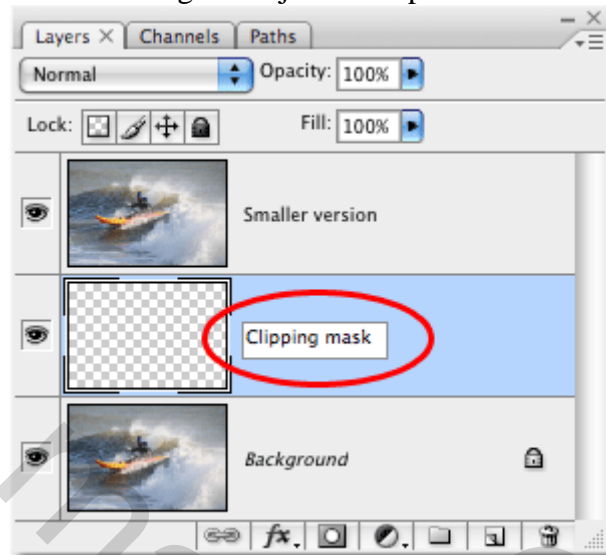 Layers × Channels Paths
Normal Opacity: 100%
Lock: Fill: 100%
Smaller version
Clipping mask
Background
fx